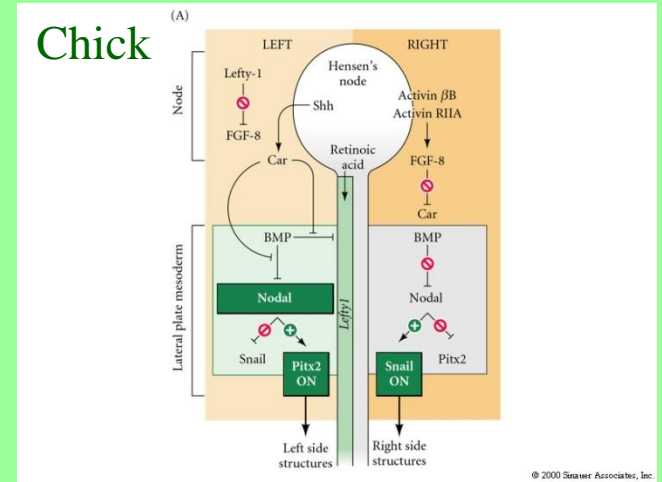 (A)
Chick
LEFT
RIGHT
Node
Lefty-1
FGF-8
Shh
Car
Hensen's
node
Retinoic
acid
Activin βB
Activin RIIA
FGF-8
Car
Lateral plate mesoderm
BMP
Nodal
Snail
Pitx2
ON
Left side
structures
Lefty1
BMP
Nodal
Snail
ON
Pitx2
Right side
structures
© 2000 Sinauer Associates, Inc.